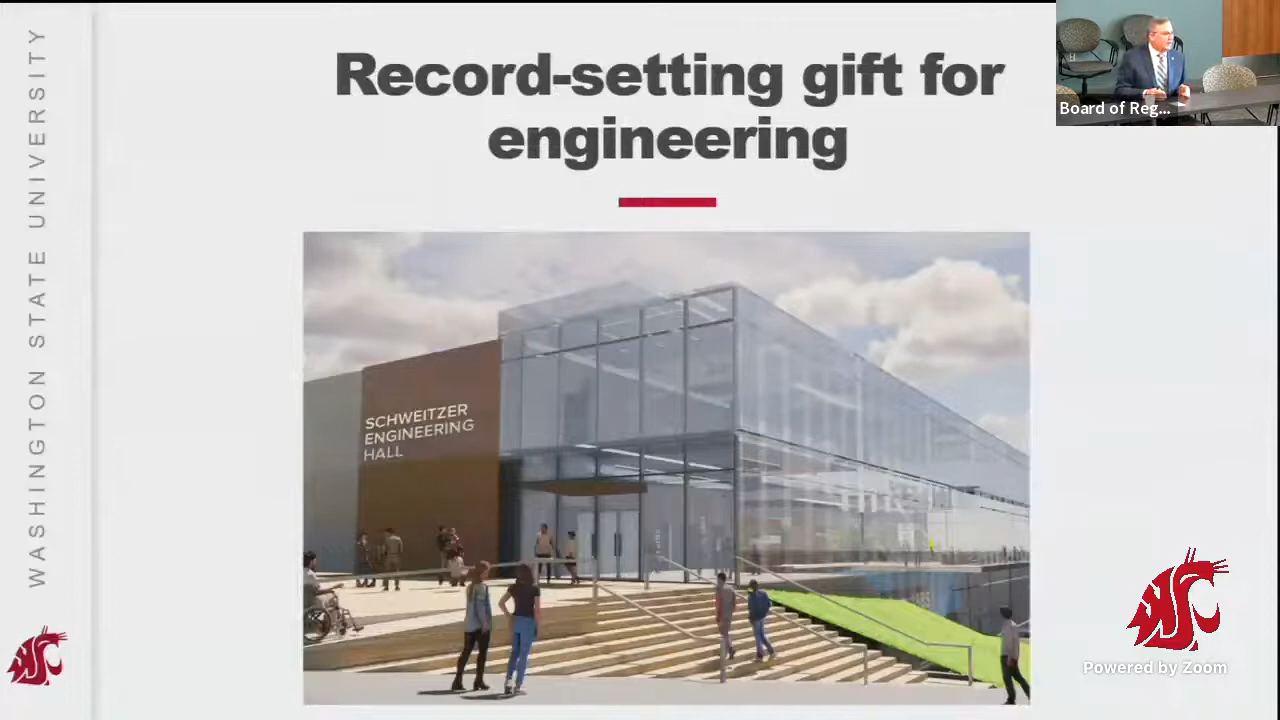 WASHINGTON STATE UNIVERSITY
Record-setting gift for
engineering
Board of Reg...
SCHWEITZER
ENGINEERING
HALL
Powered by Zoom